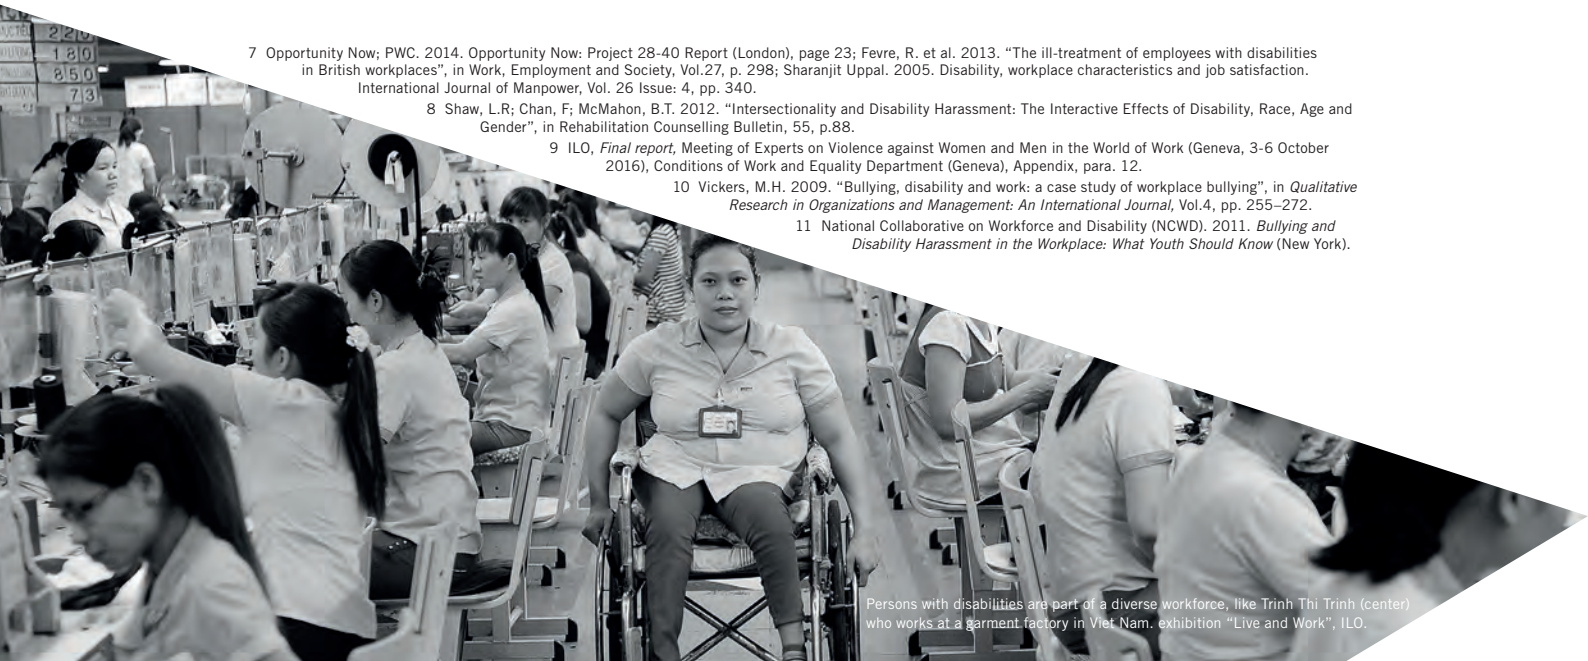 220
180
850
73
7 Opportunity Now; PWC. 2014. Opportunity Now: Project 28-40 Report (London), page 23; Fevre, R. et al. 2013. “The ill-treatment of employees with disabilities
in British workplaces”, in Work, Employment and Society, Vol.27, p. 298; Sharanjit Uppal. 2005. Disability, workplace characteristics and job satisfaction.
International Journal of Manpower, Vol. 26 Issue: 4, pp. 340.
8 Shaw, L.R; Chan, F; McMahon, B.T. 2012. “Intersectionality and Disability Harassment: The Interactive Effects of Disability, Race, Age and
Gender”, in Rehabilitation Counselling Bulletin, 55, p.88.
9 ILO, Final report, Meeting of Experts on Violence against Women and Men in the World of Work (Geneva, 3-6 October
2016), Conditions of Work and Equality Department (Geneva), Appendix, para. 12.
10 Vickers, M.H. 2009. “Bullying, disability and work: a case study of workplace bullying”, in Qualitative
Research in Organizations and Management: An International Journal, Vol.4, pp. 255–272.
11 National Collaborative on Workforce and Disability (NCWD). 2011. Bullying and
Disability Harassment in the Workplace: What Youth Should Know (New York).
Persons with disabilities are part of a diverse workforce, like Trinh Thi Trinh (center)
who works at a garment factory in Viet Nam. exhibition “Live and Work”, ILO.